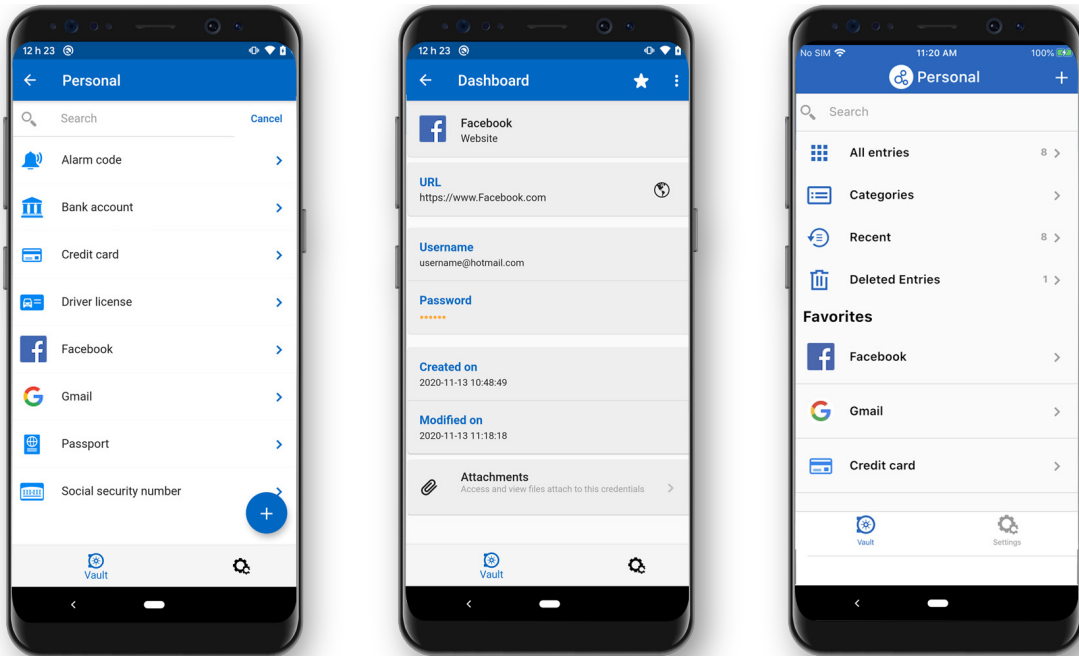 12 h 23
Personal
Search
Cancel
Alarm code
Bank account
Credit card
Driver license
Facebook
Gmail
Passport
Social security number
Vault
12 h 23
Dashboard
Facebook
Website
URL
https://www.Facebook.com
Username
username@hotmail.com
Password
******
Created on
2020-11-13 10:48:49
Modified on
2020-11-13 11:18:18
Attachments
Access and view files attach to this credentials
Vault
No SIM 11:20 AM 100%
Personal
Search
All entries 8
Categories
Recent 8
Deleted Entries 1
Favorites
Facebook
Gmail
Credit card
Vault
Settings